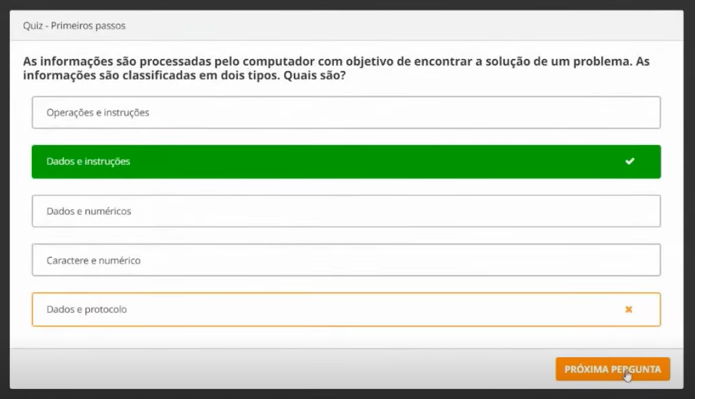 Quiz - Primeiros passos
As informações são processadas pelo computador com objetivo de encontrar a solução de um problema. As
informações são classificadas em dois tipos. Quais são?
Operações e instruções
Dados e instruções
Dados e numéricos
Caractere e numérico
Dados e protocolo
PRÓXIMA PERGUNTA